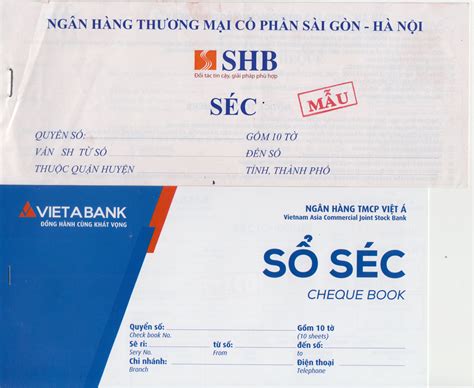 NGÂN HÀNG THƯƠNG MẠI CỔ PHẦN SÀI GÒN - HÀ NỘI
SHB
Đối tác tin cậy, giải pháp phù hợp
SÉC
MẪU
QUYỂN SỐ: GỒM 10 TỜ
VẦN SH TỪ SỐ ĐẾN SỐ
THUỘC QUẬN HUYỆN TỈNH, THÀNH PHỐ
VIETABANK
ĐỒNG HÀNH CÙNG KHÁT VỌNG
NGÂN HÀNG TMCP VIỆT Á
Vietnam Asia Commercial Joint Stock Bank
SỔ SÉC
CHEQUE BOOK
Quyển số: Gồm 10 tờ
Check book No. (10 sheets)
Sê ri: từ số: đến số:
Sery No. From to
Chi nhánh: Điện thoại
Branch Telephone